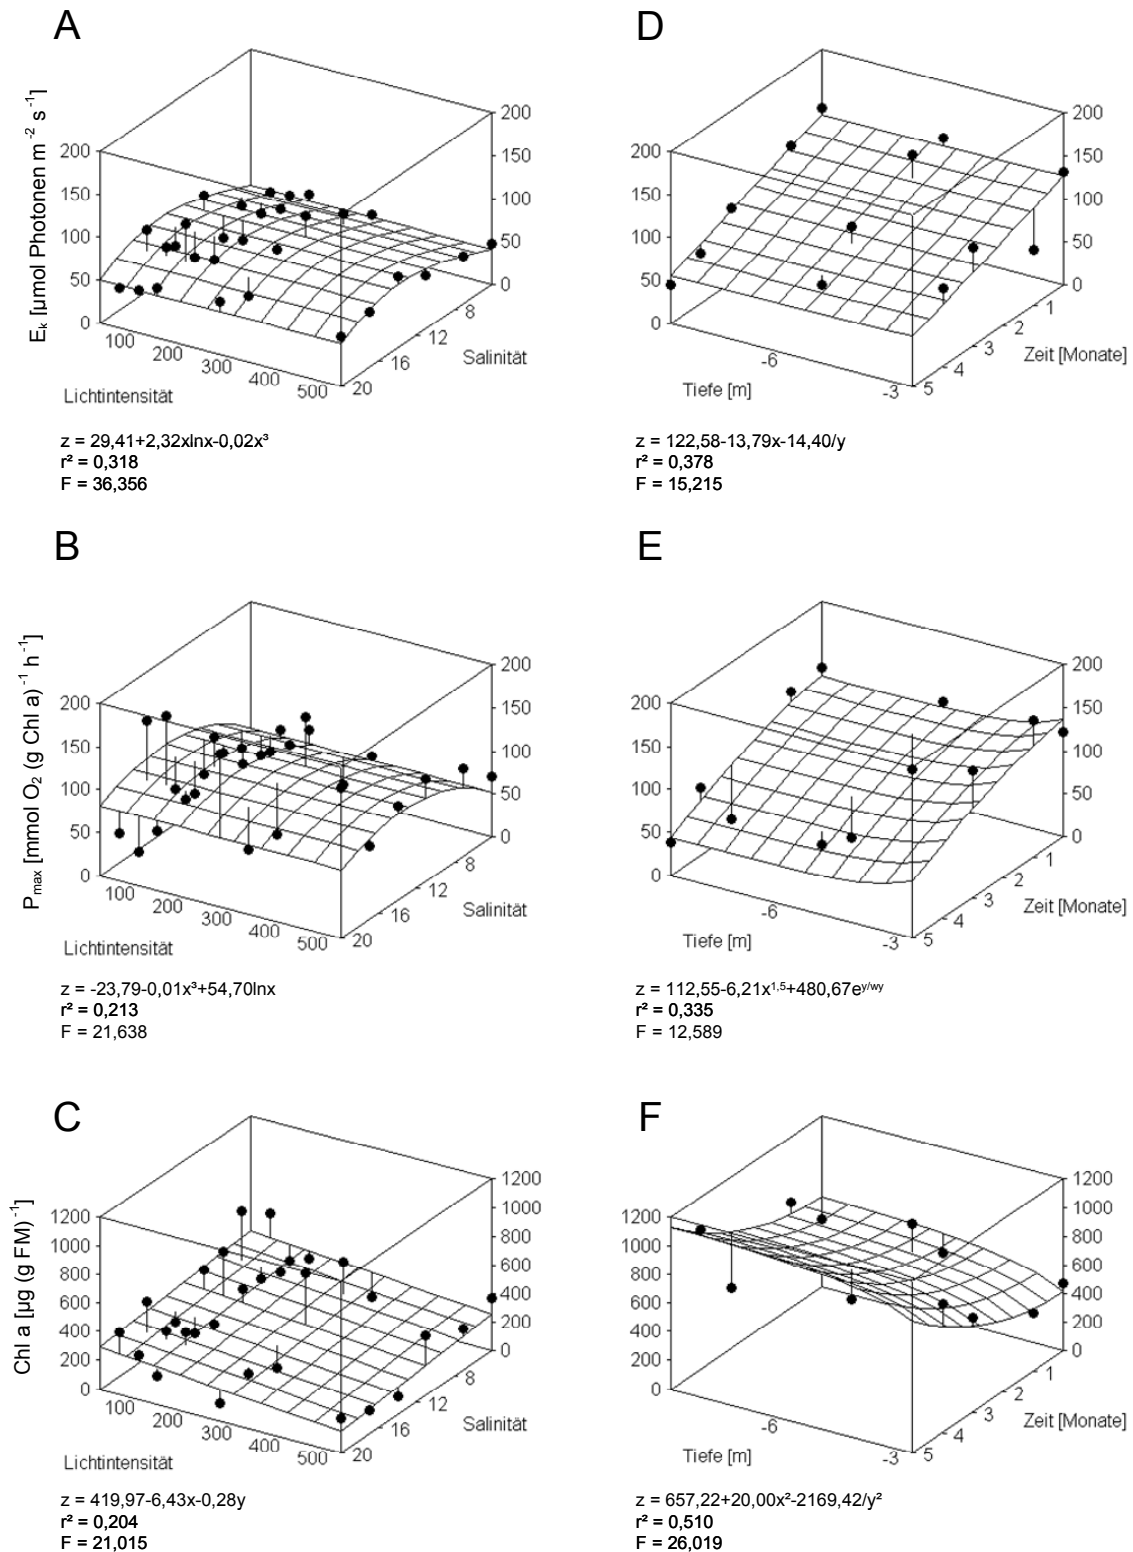 A
Eₖ [µmol Photonen m⁻² s⁻¹]
200
150
100
50
0
200
150
100
50
0
100
200
300
400
500
Lichtintensität
8
12
16
20
Salinität
z = 29,41+2,32xlnx-0,02x³
r² = 0,318
F = 36,356
D
200
150
100
50
0
200
150
100
50
0
-6
-3
Tiefe [m]
1
2
3
4
5
Zeit [Monate]
z = 122,58-13,79x-14,40/y
r² = 0,378
F = 15,215
B
Pₘₐₓ [mmol O₂ (g Chl a)⁻¹ h⁻¹]
200
150
100
50
0
200
150
100
50
0
100
200
300
400
500
Lichtintensität
8
12
16
20
Salinität
z = -23,79-0,01x³+54,70lnx
r² = 0,213
F = 21,638
E
200
150
100
50
0
200
150
100
50
0
-6
-3
Tiefe [m]
1
2
3
4
5
Zeit [Monate]
z = 112,55-6,21x¹,⁵+480,67eʸ/ʷʸ
r² = 0,335
F = 12,589
C
Chl a [µg (g FM)⁻¹]
1200
1000
800
600
400
200
0
1200
1000
800
600
400
200
0
100
200
300
400
500
Lichtintensität
8
12
16
20
Salinität
z = 419,97-6,43x-0,28y
r² = 0,204
F = 21,015
F
1200
1000
800
600
400
200
0
1200
1000
800
600
400
200
0
-6
-3
Tiefe [m]
1
2
3
4
5
Zeit [Monate]
z = 657,22+20,00x²-2169,42/y²
r² = 0,510
F = 26,019